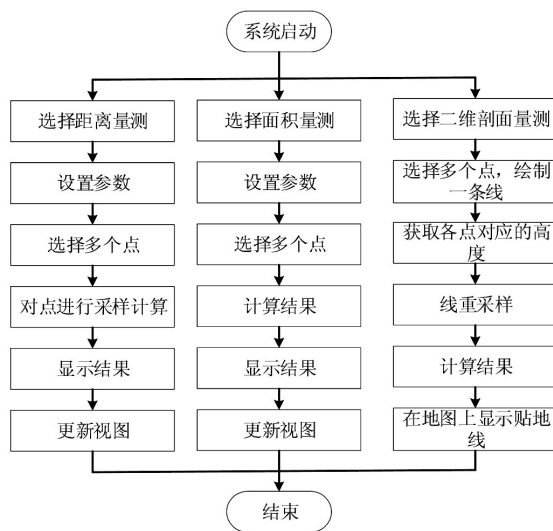 系统启动
选择距离量测
设置参数
选择多个点
对点进行采样计算
显示结果
更新视图
选择面积量测
设置参数
选择多个点
计算结果
显示结果
更新视图
选择二维剖面量测
选择多个点，绘制
一条线
获取各点对应的高
度
线重采样
计算结果
在地图上显示贴地
线
结束